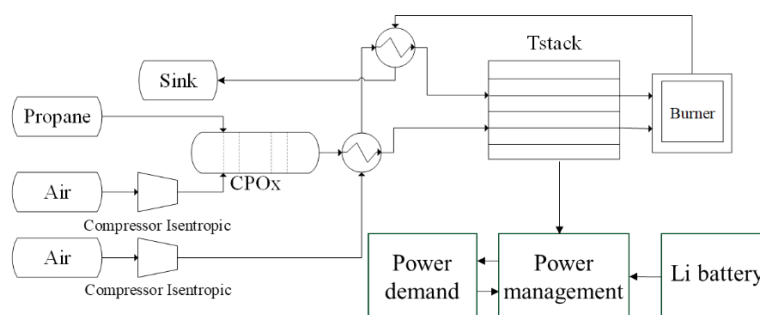 Tstack
Sink
Propane
Burner
CPOx
Air
Compressor Isentropic
Air
Compressor Isentropic
Power
demand
Power
management
Li battery